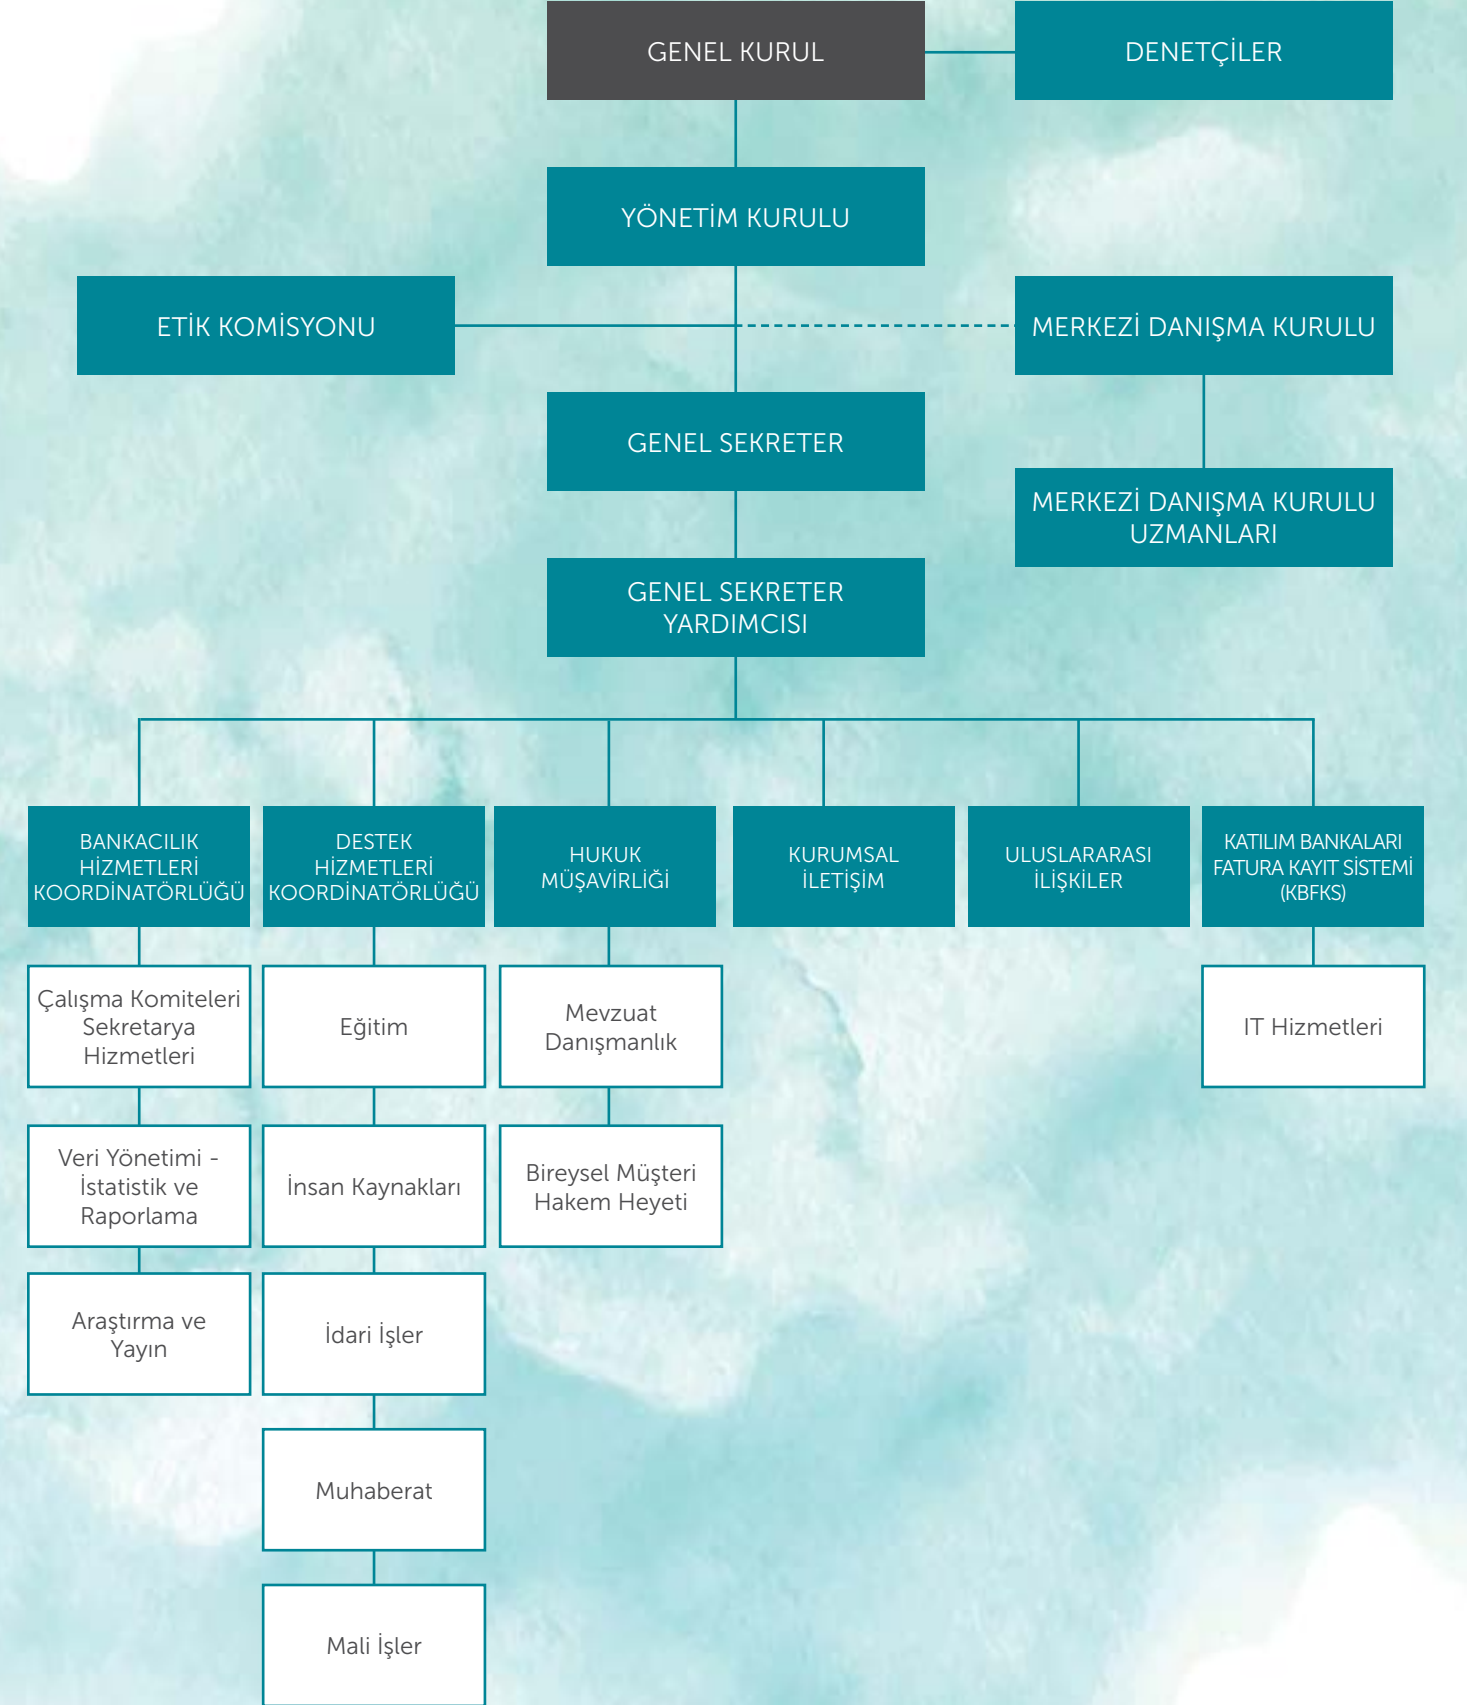 GENEL KURUL
DENETÇİLER
YÖNETİM KURULU
ETİK KOMİSYONU
MERKEZİ DANIŞMA KURULU
GENEL SEKRETER
MERKEZİ DANIŞMA KURULU
UZMANLARI
GENEL SEKRETER
YARDIMCISI
BANKACILIK
HİZMETLERİ
KOORDİNATÖRLÜĞÜ
DESTEK
HİZMETLERİ
KOORDİNATÖRLÜĞÜ
HUKUK
MÜŞAVİRLİĞİ
KURUMSAL
İLETİŞİM
ULUSLARARASI
İLİŞKİLER
KATILIM BANKALARI
FATURA KAYIT SİSTEMİ
(KBFKS)
Çalışma Komiteleri
Sekretarya
Hizmetleri
Eğitim
Mevzuat
Danışmanlık
IT Hizmetleri
Veri Yönetimi -
İstatistik ve
Raporlama
İnsan Kaynakları
Bireysel Müşteri
Hakem Heyeti
Araştırma ve
Yayın
İdari İşler
Muhaberat
Mali İşler